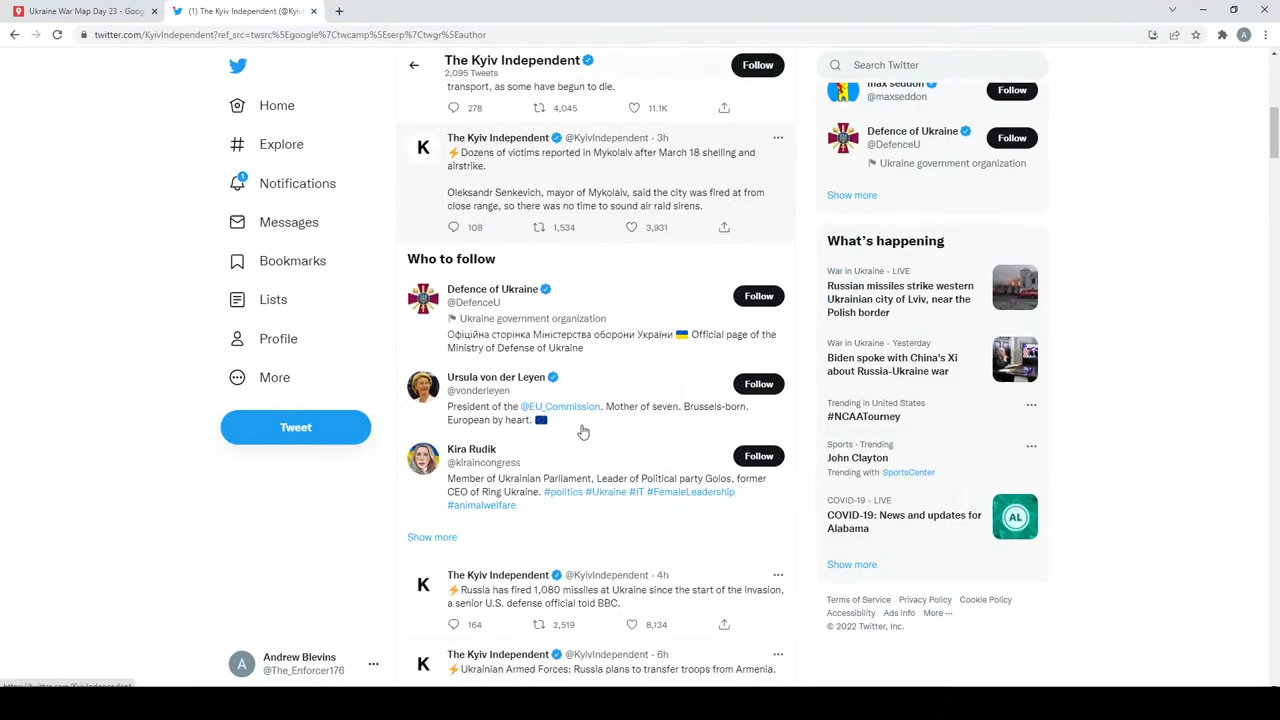 Ukraine War Map Day 23 - Goog
(1) The Kyiv Independent (@Kyivi
twitter.com/KyivIndependent?ref_src=twsrc%5Egoogle%7Ctwcamp%5Eserp%7Ctwgr%5Eauthor
A
Home
Explore
1
Notifications
Messages
Bookmarks
Lists
Profile
More
Tweet
Andrew Blevins
@The_Enforcer176
https://twitter.com/KyivIndependent
The Kyiv Independent
2,095 Tweets
Follow
transport, as some have begun to die.
278 4,045 11.1K
K
The Kyiv Independent @KyivIndependent · 3h
⚡Dozens of victims reported in Mykolaiv after March 18 shelling and
airstrike.
Oleksandr Senkevich, mayor of Mykolaiv, said the city was fired at from
close range, so there was no time to sound air raid sirens.
108 1,534 3,931
Who to follow
Defence of Ukraine
@DefenceU
Follow
Ukraine government organization
Офіційна сторінка Міністерства оборони України 🇺🇦 Official page of the
Ministry of Defense of Ukraine
Ursula von der Leyen
@vonderleyen
Follow
President of the @EU_Commission. Mother of seven. Brussels-born.
European by heart. 🇪🇺
Kira Rudik
@kiraincongress
Follow
Member of Ukrainian Parliament, Leader of Political party Golos, former
CEO of Ring Ukraine. #politics #Ukraine #IT #FemaleLeadership
#animalwelfare
Show more
K
The Kyiv Independent @KyivIndependent · 4h
⚡Russia has fired 1,080 missiles at Ukraine since the start of the invasion,
a senior U.S. defense official told BBC.
164 2,519 8,134
K
The Kyiv Independent @KyivIndependent · 6h
⚡Ukrainian Armed Forces: Russia plans to transfer troops from Armenia.
Search Twitter
max seddon
@maxseddon
Follow
Defence of Ukraine
@DefenceU
Follow
Ukraine government organization
Show more
What's happening
War in Ukraine · LIVE
Russian missiles strike western
Ukrainian city of Lviv, near the
Polish border
War in Ukraine · Yesterday
Biden spoke with China's Xi
about Russia-Ukraine war
Trending in United States
#NCAATourney
Sports · Trending
John Clayton
Trending with SportsCenter
COVID-19 · LIVE
COVID-19: News and updates for
Alabama
AL
Show more
Terms of Service Privacy Policy Cookie Policy
Accessibility Ads info More ···
© 2022 Twitter, Inc.